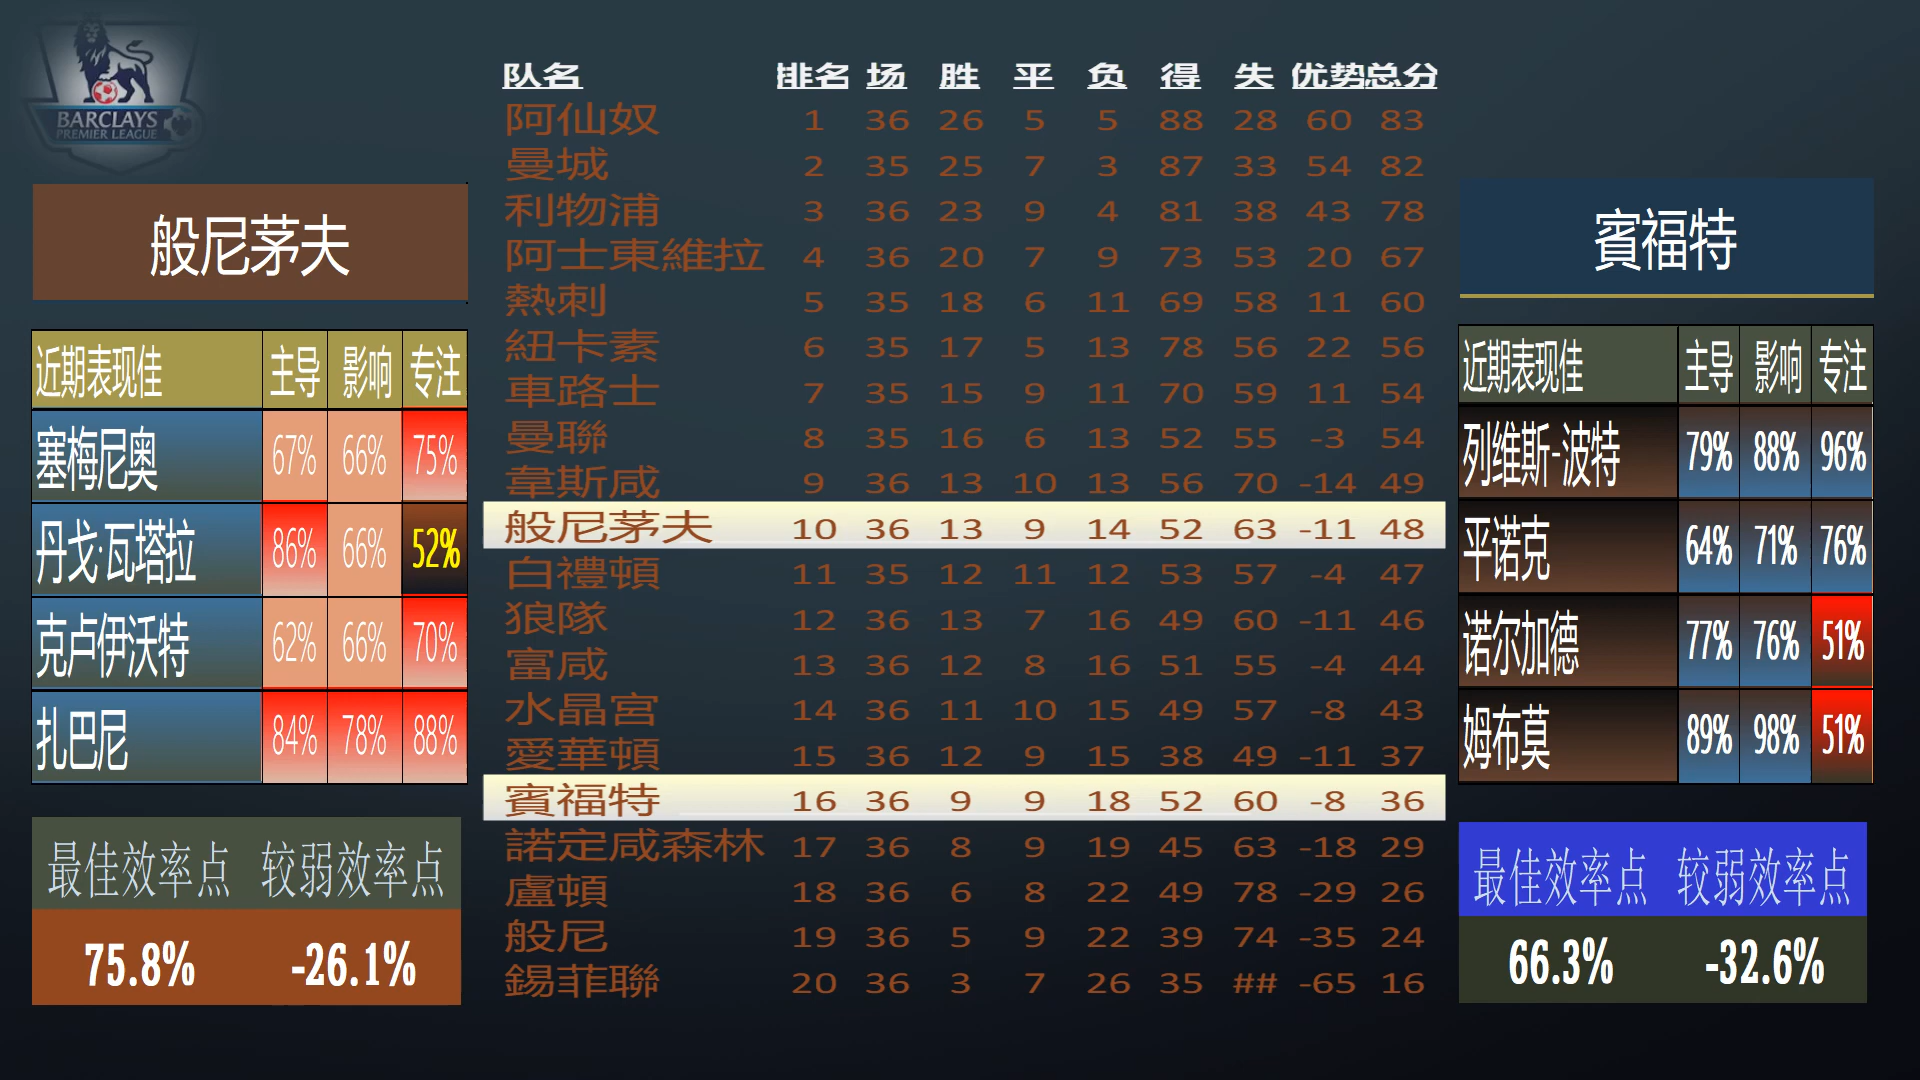 BARCLAYS
PREMIER LEAGUE
队名 排名 场 胜 平 负 得 失 优势 总分
阿仙奴 1 36 26 5 5 88 28 60 83
曼城 2 35 25 7 3 87 33 54 82
利物浦 3 36 23 9 4 81 38 43 78
阿士東維拉 4 36 20 7 9 73 53 20 67
熱刺 5 35 18 6 11 69 58 11 60
紐卡素 6 35 17 5 13 78 56 22 56
車路士 7 35 15 9 11 70 59 11 54
曼聯 8 35 16 6 13 52 55 -3 54
韋斯咸 9 36 13 10 13 56 70 -14 49
般尼茅夫 10 36 13 9 14 52 63 -11 48
白禮頓 11 35 12 11 12 53 57 -4 47
狼隊 12 36 13 7 16 49 60 -11 46
富咸 13 36 12 8 16 51 55 -4 44
水晶宮 14 36 11 10 15 49 57 -8 43
愛華頓 15 36 12 9 15 38 49 -11 37
賓福特 16 36 9 9 18 52 60 -8 36
諾定咸森林 17 36 8 9 19 45 63 -18 29
盧頓 18 36 6 8 22 49 78 -29 26
般尼 19 36 5 9 22 39 74 -35 24
錫菲聯 20 36 3 7 26 35 ## -65 16
般尼茅夫
近期表现佳 主导 影响 专注
塞梅尼奥 67% 66% 75%
丹戈·瓦塔拉 86% 66% 52%
克卢伊沃特 62% 66% 70%
扎巴尼 84% 78% 88%
最佳效率点 较弱效率点
75.8% -26.1%
賓福特
近期表现佳 主导 影响 专注
列维斯-波特 79% 88% 96%
平诺克 64% 71% 76%
诺尔加德 77% 76% 51%
姆布莫 89% 98% 51%
最佳效率点 较弱效率点
66.3% -32.6%